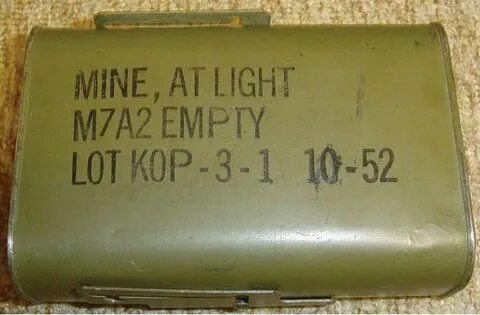 MINE, AT LIGHT
M7A2 EMPTY
LOT KOP-3-1 10-52